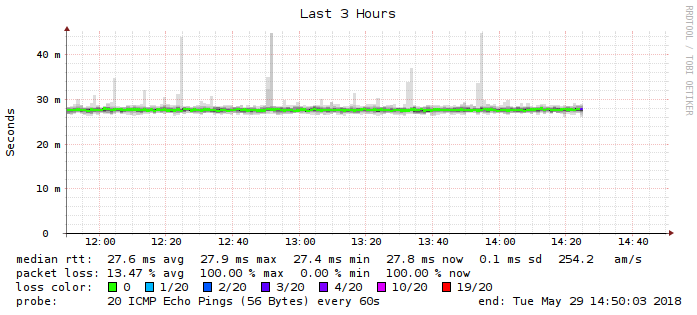 Last 3 Hours
RRDTOOL / TOBI OETIKER
Seconds
40 m
30 m
20 m
10 m
0
12:00 12:20 12:40 13:00 13:20 13:40 14:00 14:20 14:40
median rtt: 27.6 ms avg 27.9 ms max 27.4 ms min 27.8 ms now 0.1 ms sd 254.2 am/s
packet loss: 13.47 % avg 100.00 % max 0.00 % min 100.00 % now
loss color: 0 1/20 2/20 3/20 4/20 10/20 19/20
probe: 20 ICMP Echo Pings (56 Bytes) every 60s end: Tue May 29 14:50:03 2018